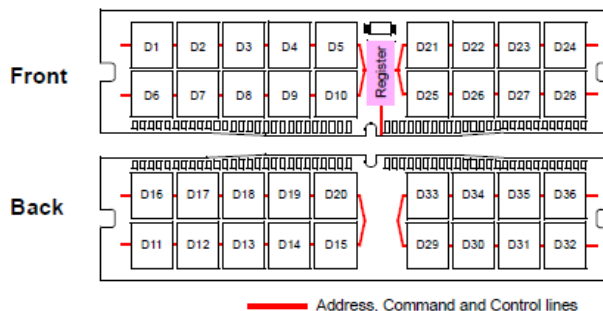 D1 D2 D3 D4 D5 D21 D22 D23 D24
Front
Register
D6 D7 D8 D9 D10 D25 D26 D27 D28
D16 D17 D18 D19 D20 D33 D34 D35 D36
Back
D11 D12 D13 D14 D15 D29 D30 D31 D32
Address, Command and Control lines